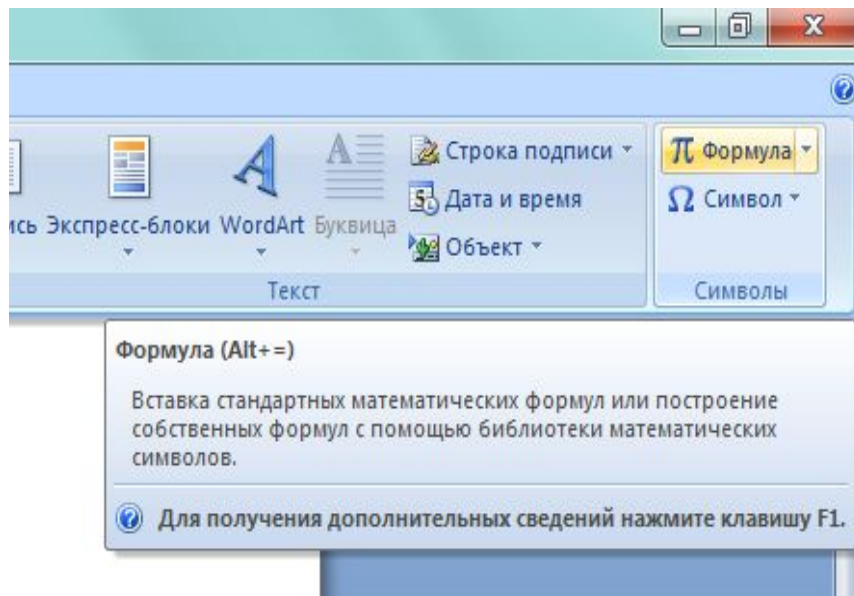 Строка подписи
π Формула
Дата и время
Ω Символ
Экспресс-блоки WordArt Буквица
Объект
Текст
Символы
Формула (Alt+=)
Вставка стандартных математических формул или построение
собственных формул с помощью библиотеки математических
символов.
Для получения дополнительных сведений нажмите клавишу F1.